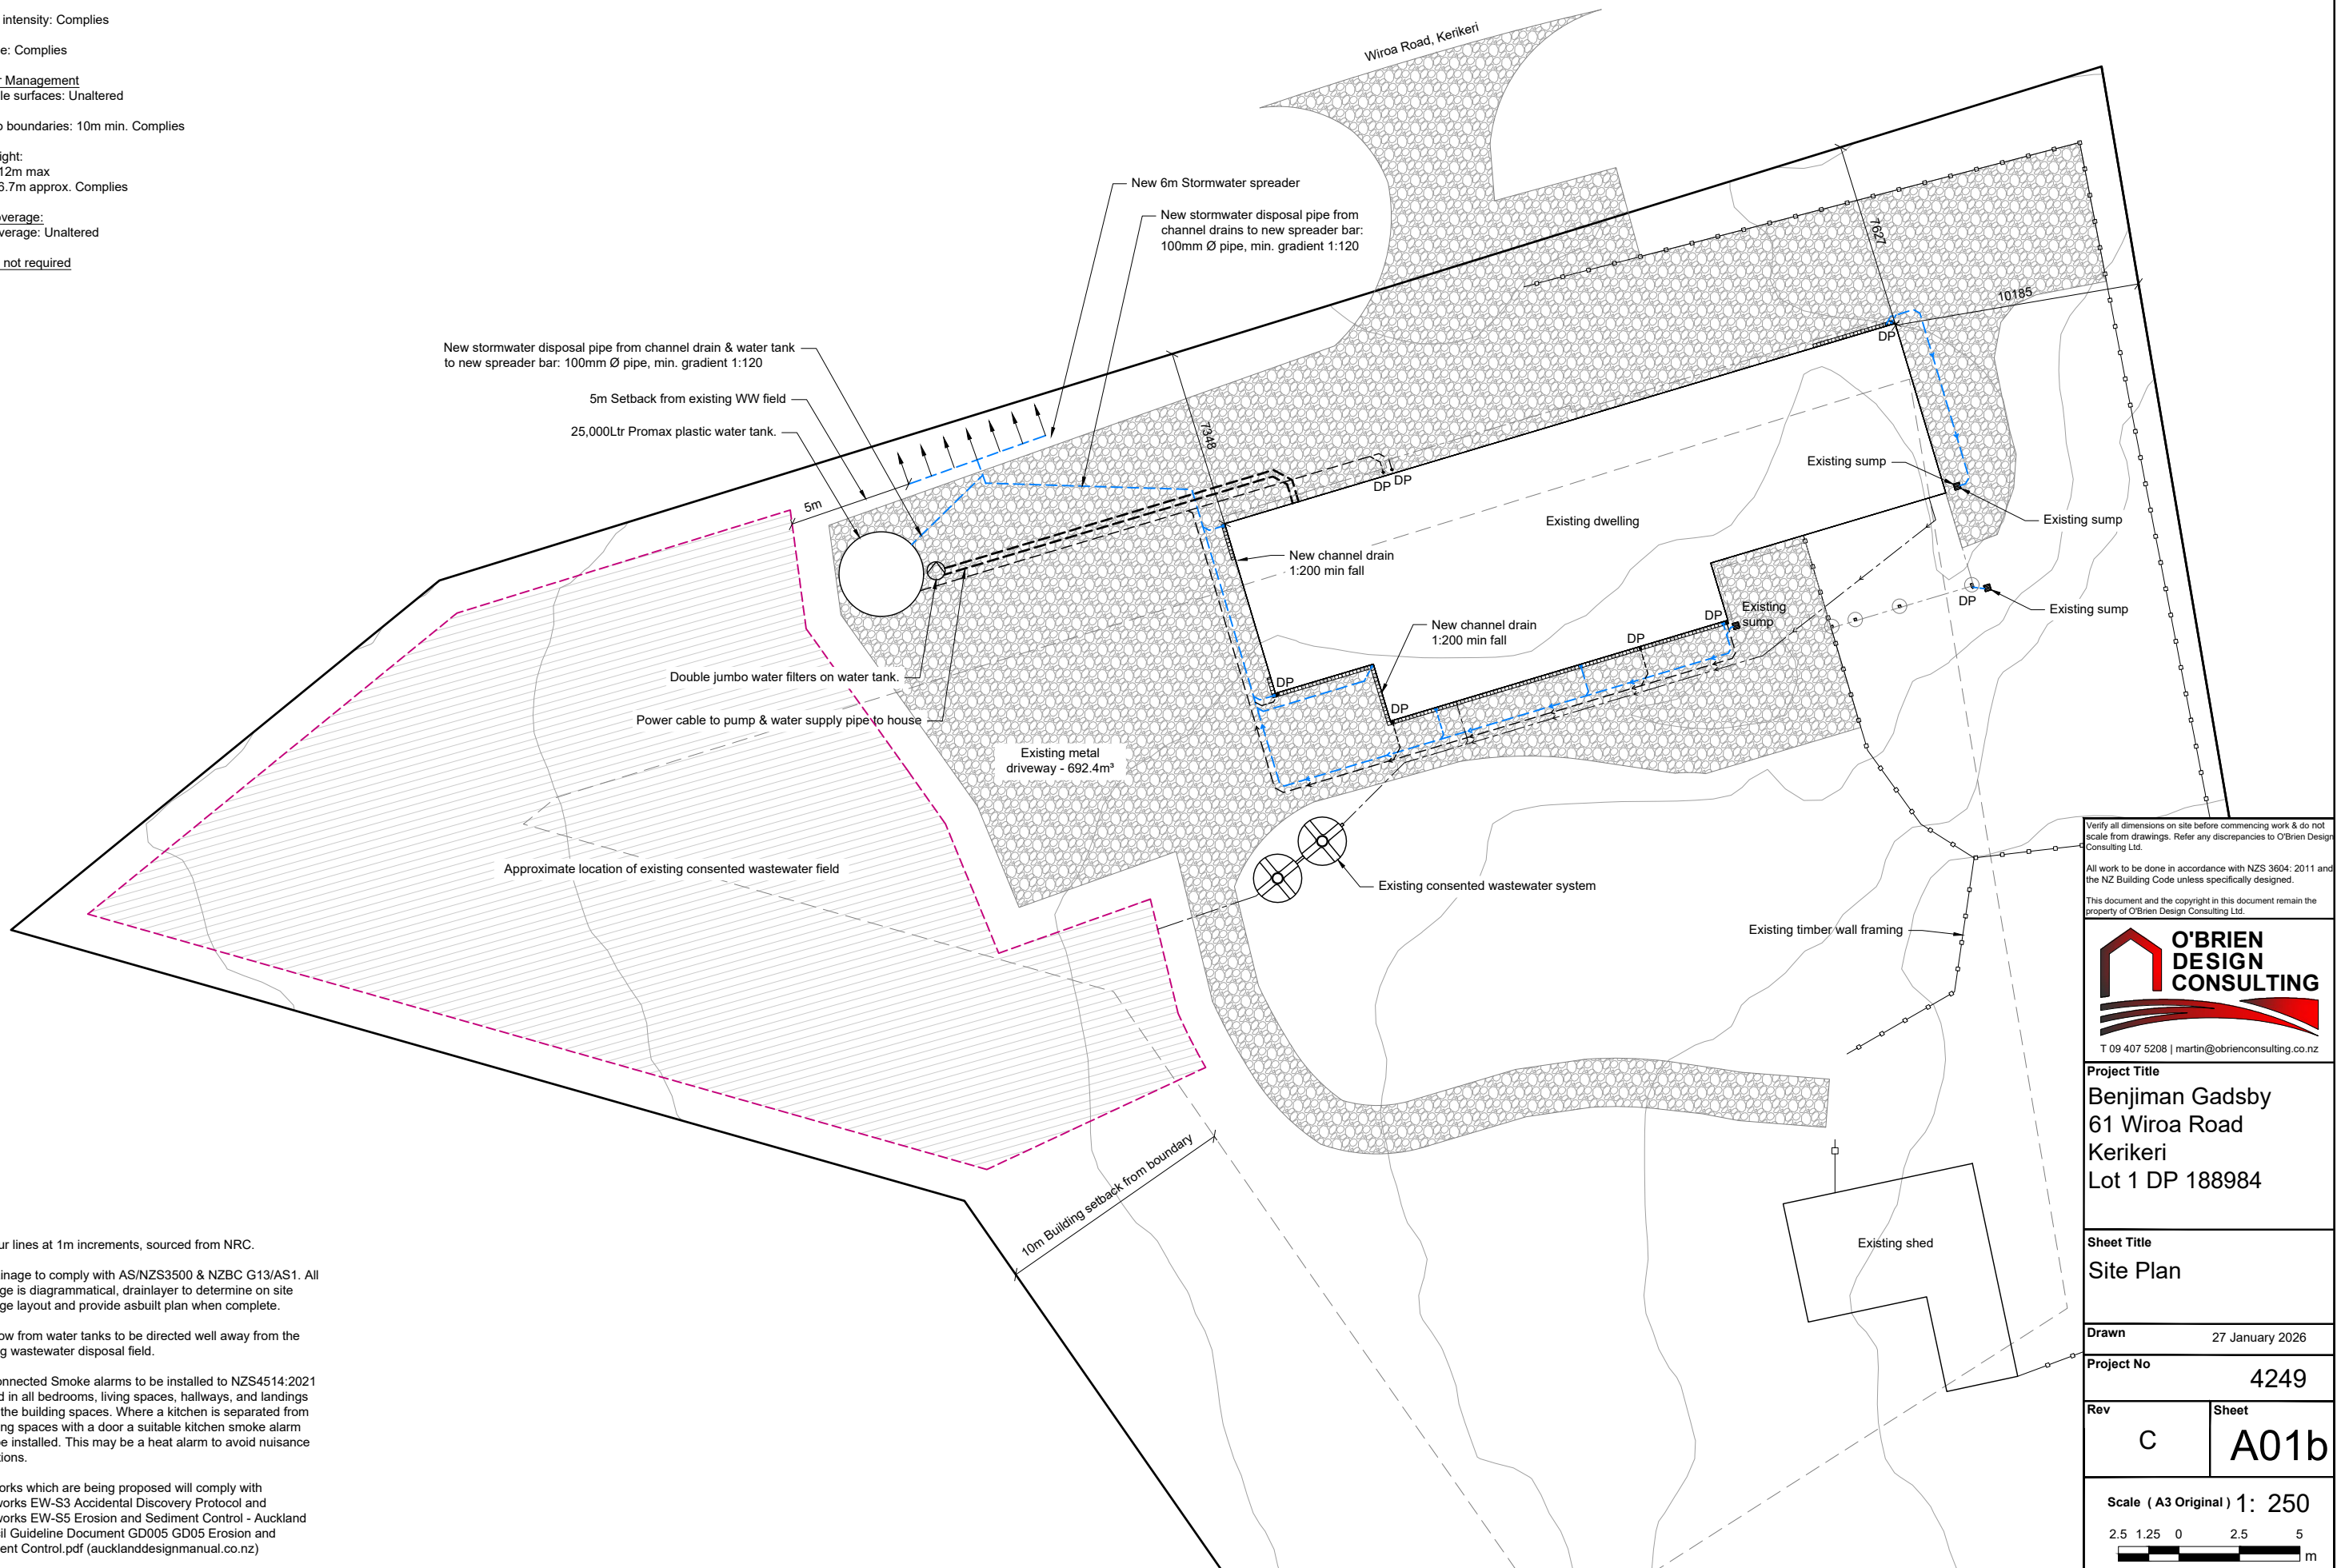 intensity: Complies
e: Complies
r Management
le surfaces: Unaltered
o boundaries: 10m min. Complies
ight:
12m max
6.7m approx. Complies
overage:
verage: Unaltered
not required
Wiroa Road, Kerikeri
New 6m Stormwater spreader
New stormwater disposal pipe from
channel drains to new spreader bar:
100mm Ø pipe, min. gradient 1:120
7627
10185
New stormwater disposal pipe from channel drain & water tank
to new spreader bar: 100mm Ø pipe, min. gradient 1:120
5m Setback from existing WW field
25,000Ltr Promax plastic water tank.
7348
5m
DP
DP
DP
Existing sump
Existing sump
Existing dwelling
New channel drain
1:200 min fall
New channel drain
1:200 min fall
DP
Existing
sump
DP
DP
Existing sump
DP
DP
Double jumbo water filters on water tank.
Power cable to pump & water supply pipe to house
Existing metal
driveway - 692.4m³
Approximate location of existing consented wastewater field
Existing consented wastewater system
Existing timber wall framing
10m Building setback from boundary
Existing shed
ur lines at 1m increments, sourced from NRC.
inage to comply with AS/NZS3500 & NZBC G13/AS1. All
ge is diagrammatical, drainlayer to determine on site
ge layout and provide asbuilt plan when complete.
ow from water tanks to be directed well away from the
g wastewater disposal field.
onnected Smoke alarms to be installed to NZS4514:2021
d in all bedrooms, living spaces, hallways, and landings
the building spaces. Where a kitchen is separated from
ng spaces with a door a suitable kitchen smoke alarm
be installed. This may be a heat alarm to avoid nuisance
tions.
orks which are being proposed will comply with
works EW-S3 Accidental Discovery Protocol and
works EW-S5 Erosion and Sediment Control - Auckland
il Guideline Document GD005 GD05 Erosion and
ent Control.pdf (aucklanddesignmanual.co.nz)
Verify all dimensions on site before commencing work & do not
scale from drawings. Refer any discrepancies to O'Brien Design
Consulting Ltd.
All work to be done in accordance with NZS 3604: 2011 and
the NZ Building Code unless specifically designed.
This document and the copyright in this document remain the
property of O'Brien Design Consulting Ltd.
O'BRIEN
DESIGN
CONSULTING
T 09 407 5208 | martin@obrienconsulting.co.nz
Project Title
Benjiman Gadsby
61 Wiroa Road
Kerikeri
Lot 1 DP 188984
Sheet Title
Site Plan
Drawn 27 January 2026
Project No 4249
Rev Sheet
C A01b
Scale ( A3 Original ) 1: 250
2.5 1.25 0 2.5 5
m